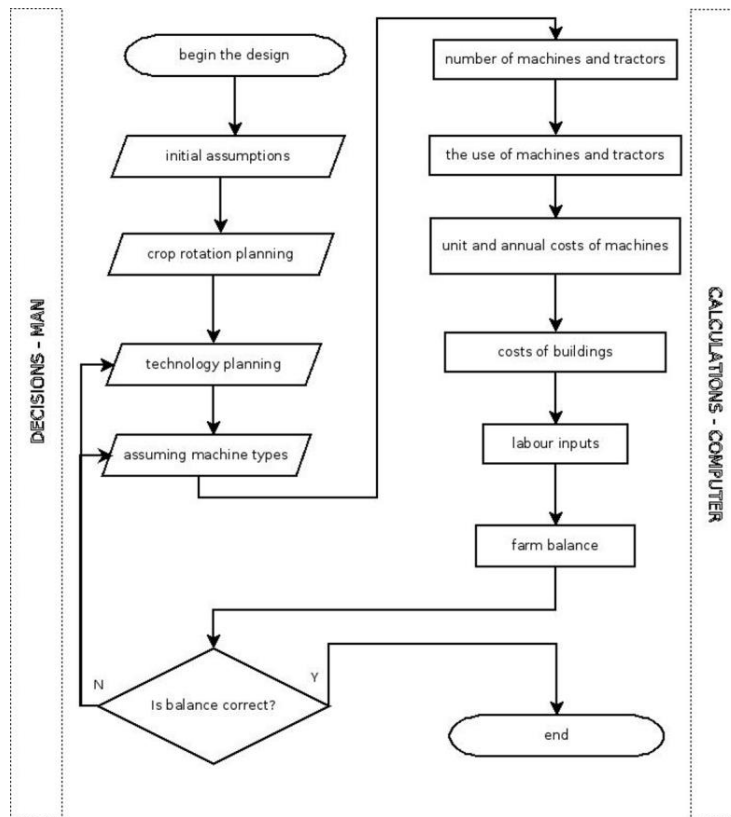 DECISIONS - MAN
begin the design
initial assumptions
crop rotation planning
technology planning
assuming machine types
number of machines and tractors
the use of machines and tractors
unit and annual costs of machines
costs of buildings
labour inputs
farm balance
Is balance correct?
N
Y
end
CALCULATIONS - COMPUTER